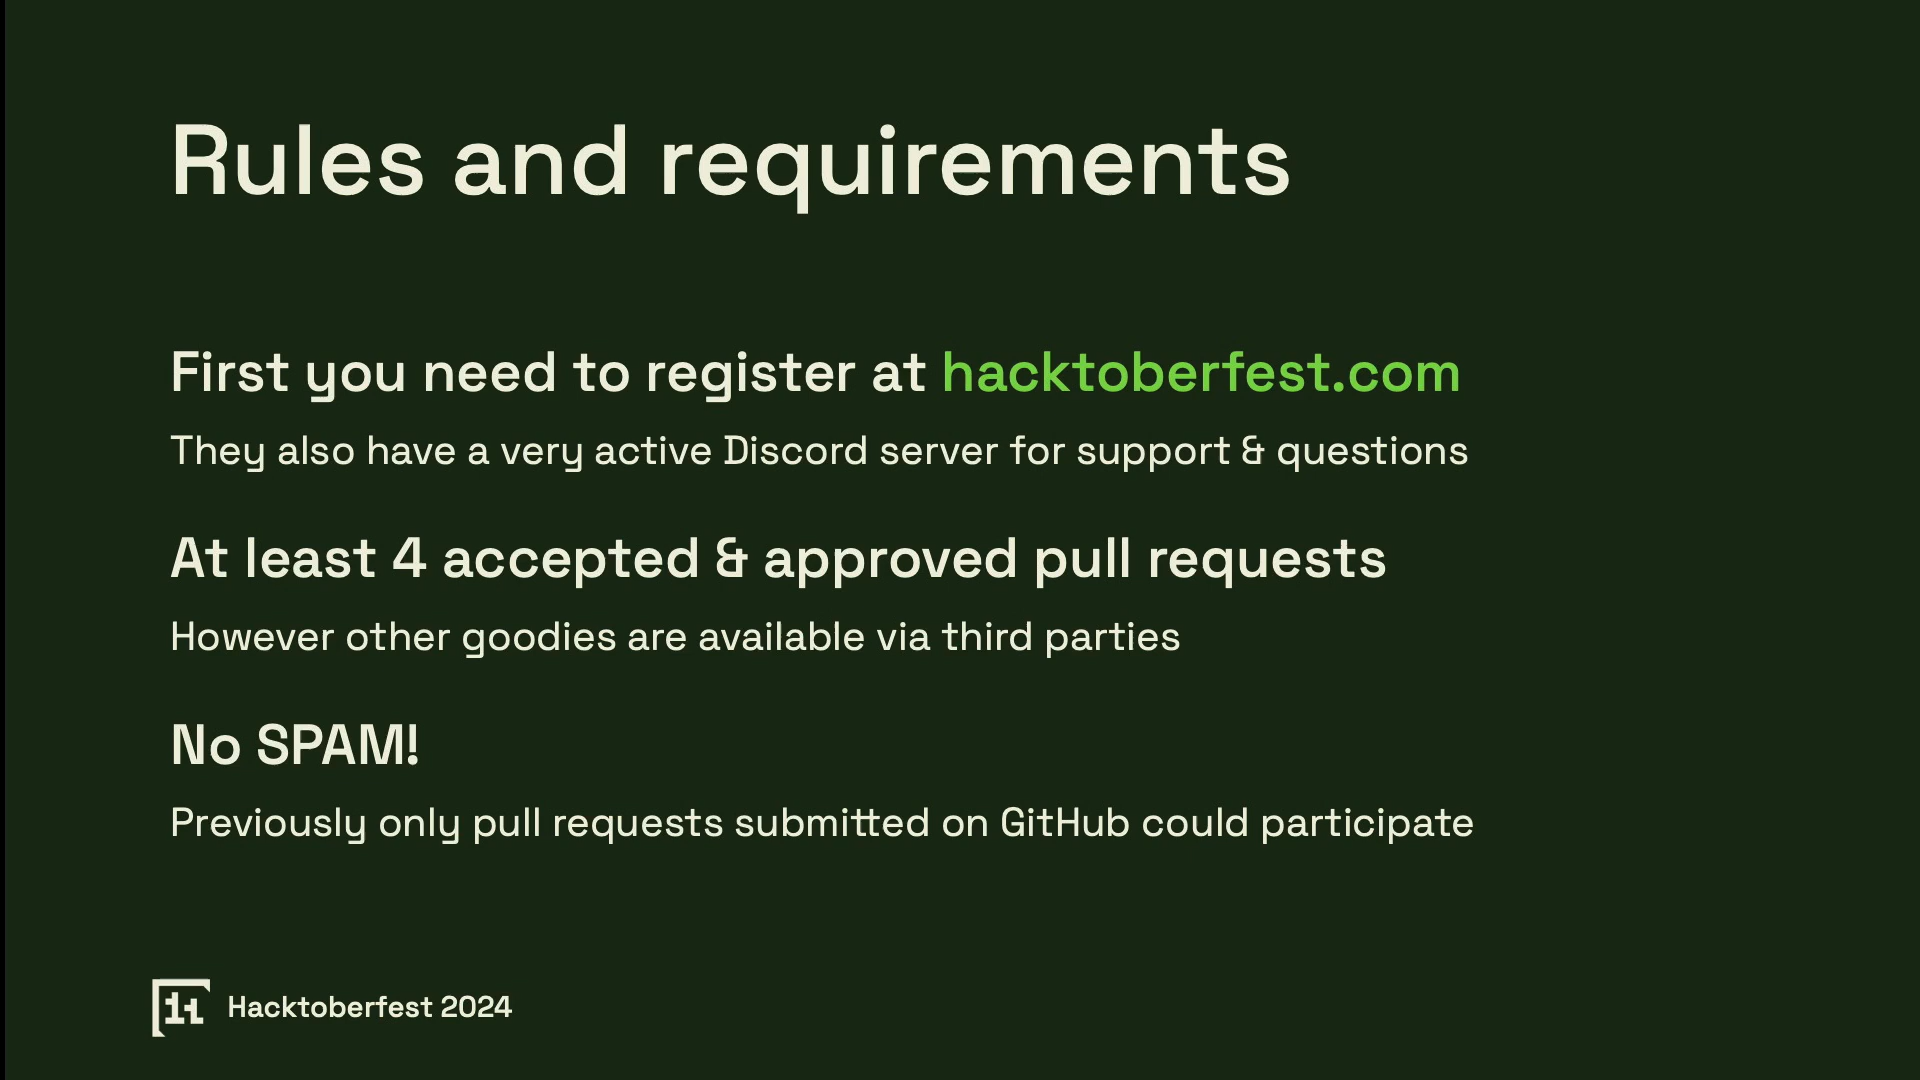 Rules and requirements
First you need to register at hacktoberfest.com
They also have a very active Discord server for support & questions
At least 4 accepted & approved pull requests
However other goodies are available via third parties
No SPAM!
Previously only pull requests submitted on GitHub could participate
Hacktoberfest 2024